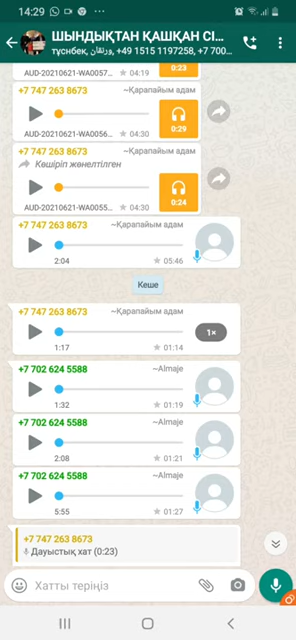 14:29
ШЫНДЫҚТАН ҚАШҚАН СІ...
тұснбек, ورنقان, +49 1515 1197258, +7 700...
AUD-20210621-WA0057... ★ 04:19
0:23
+7 747 263 8673 ~Қарапайым адам
AUD-20210621-WA0056... ★ 04:30
0:29
+7 747 263 8673 ~Қарапайым адам
Көшіріп жөнелтілген
AUD-20210621-WA0055... ★ 04:30
0:24
+7 747 263 8673 ~Қарапайым адам
2:04 ★ 05:46
Кеше
+7 747 263 8673 ~Қарапайым адам
1×
1:17 ★ 01:14
+7 702 624 5588 ~Almaje
1:32 ★ 01:19
+7 702 624 5588 ~Almaje
2:08 ★ 01:21
+7 702 624 5588 ~Almaje
5:55 ★ 01:27
+7 747 263 8673
Дауыстық хат (0:23)
Хатты теріңіз